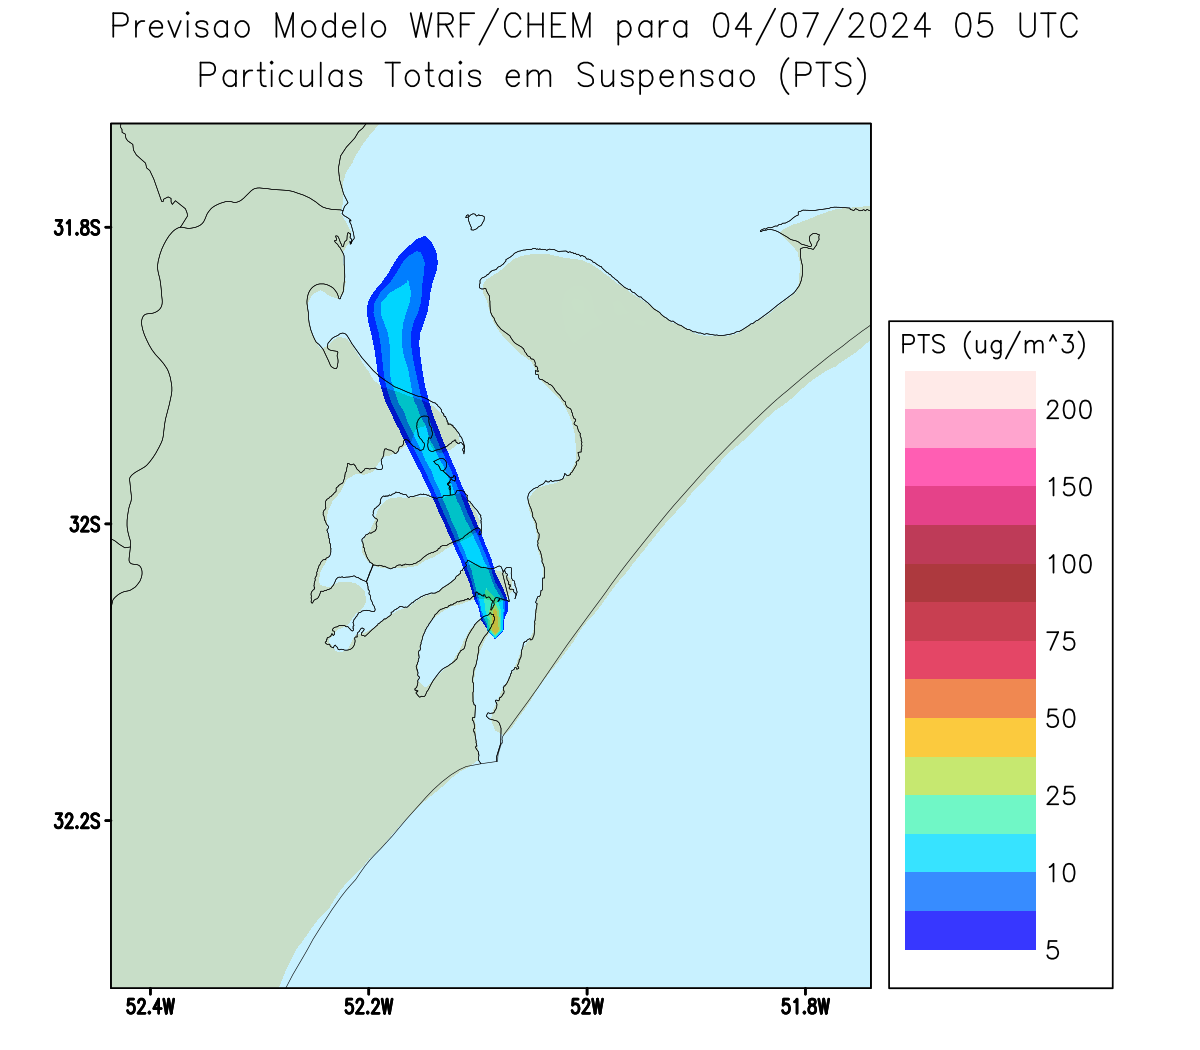 Previsao Modelo WRF/CHEM para 04/07/2024 05 UTC
Particulas Totais em Suspensao (PTS)
31.8S
32S
32.2S
52.4W 52.2W 52W 51.8W
PTS (ug/m^3)
200
150
100
75
50
25
10
5